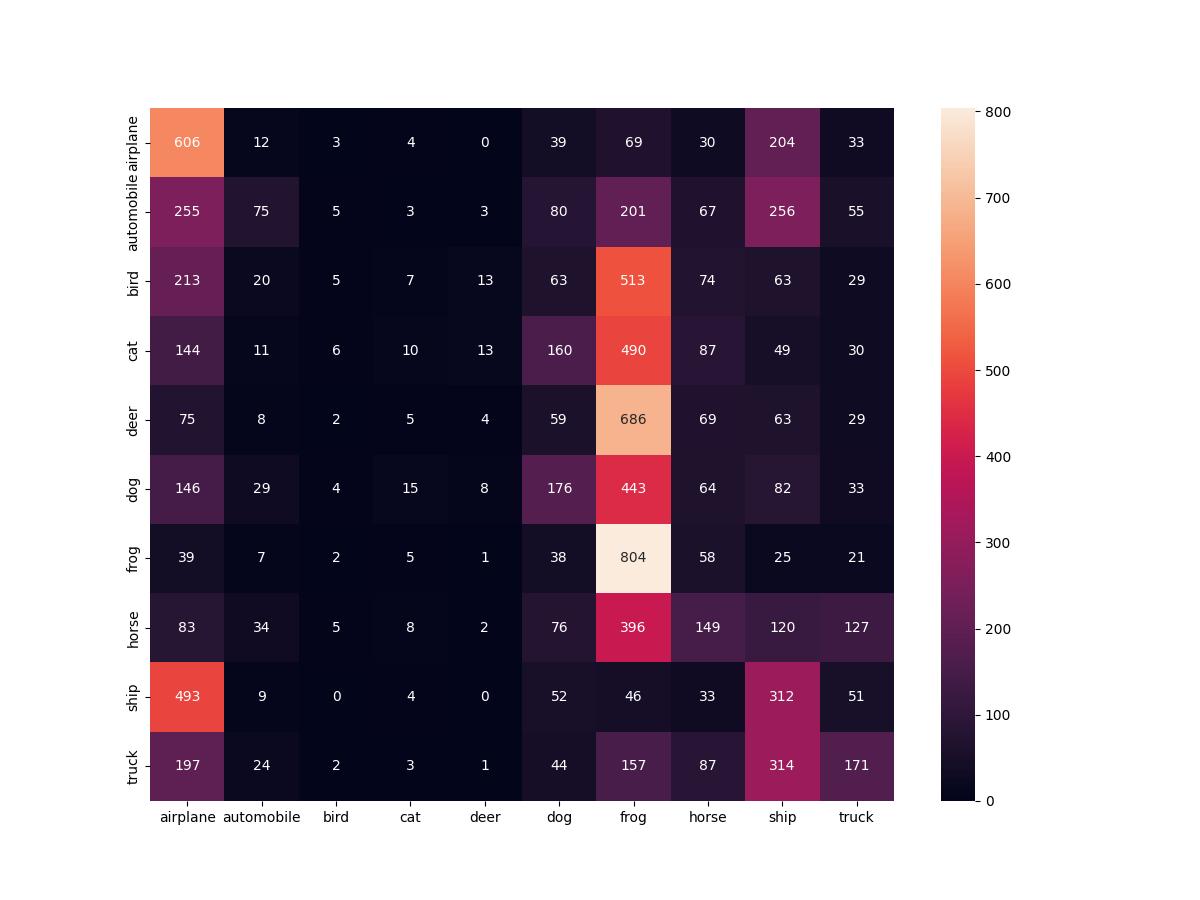 airplane 606 12 3 4 0 39 69 30 204 33
automobile 255 75 5 3 3 80 201 67 256 55
bird 213 20 5 7 13 63 513 74 63 29
cat 144 11 6 10 13 160 490 87 49 30
deer 75 8 2 5 4 59 686 69 63 29
dog 146 29 4 15 8 176 443 64 82 33
frog 39 7 2 5 1 38 804 58 25 21
horse 83 34 5 8 2 76 396 149 120 127
ship 493 9 0 4 0 52 46 33 312 51
truck 197 24 2 3 1 44 157 87 314 171
airplane automobile bird cat deer dog frog horse ship truck
800
700
600
500
400
300
200
100
0